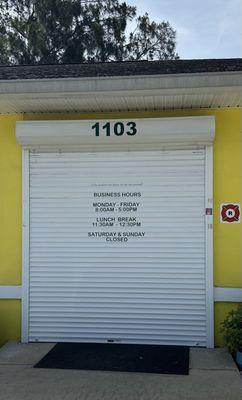 1103
BUSINESS HOURS
MONDAY - FRIDAY
8:00AM - 5:00PM
LUNCH BREAK
11:30AM - 12:30PM
SATURDAY & SUNDAY
CLOSED
R